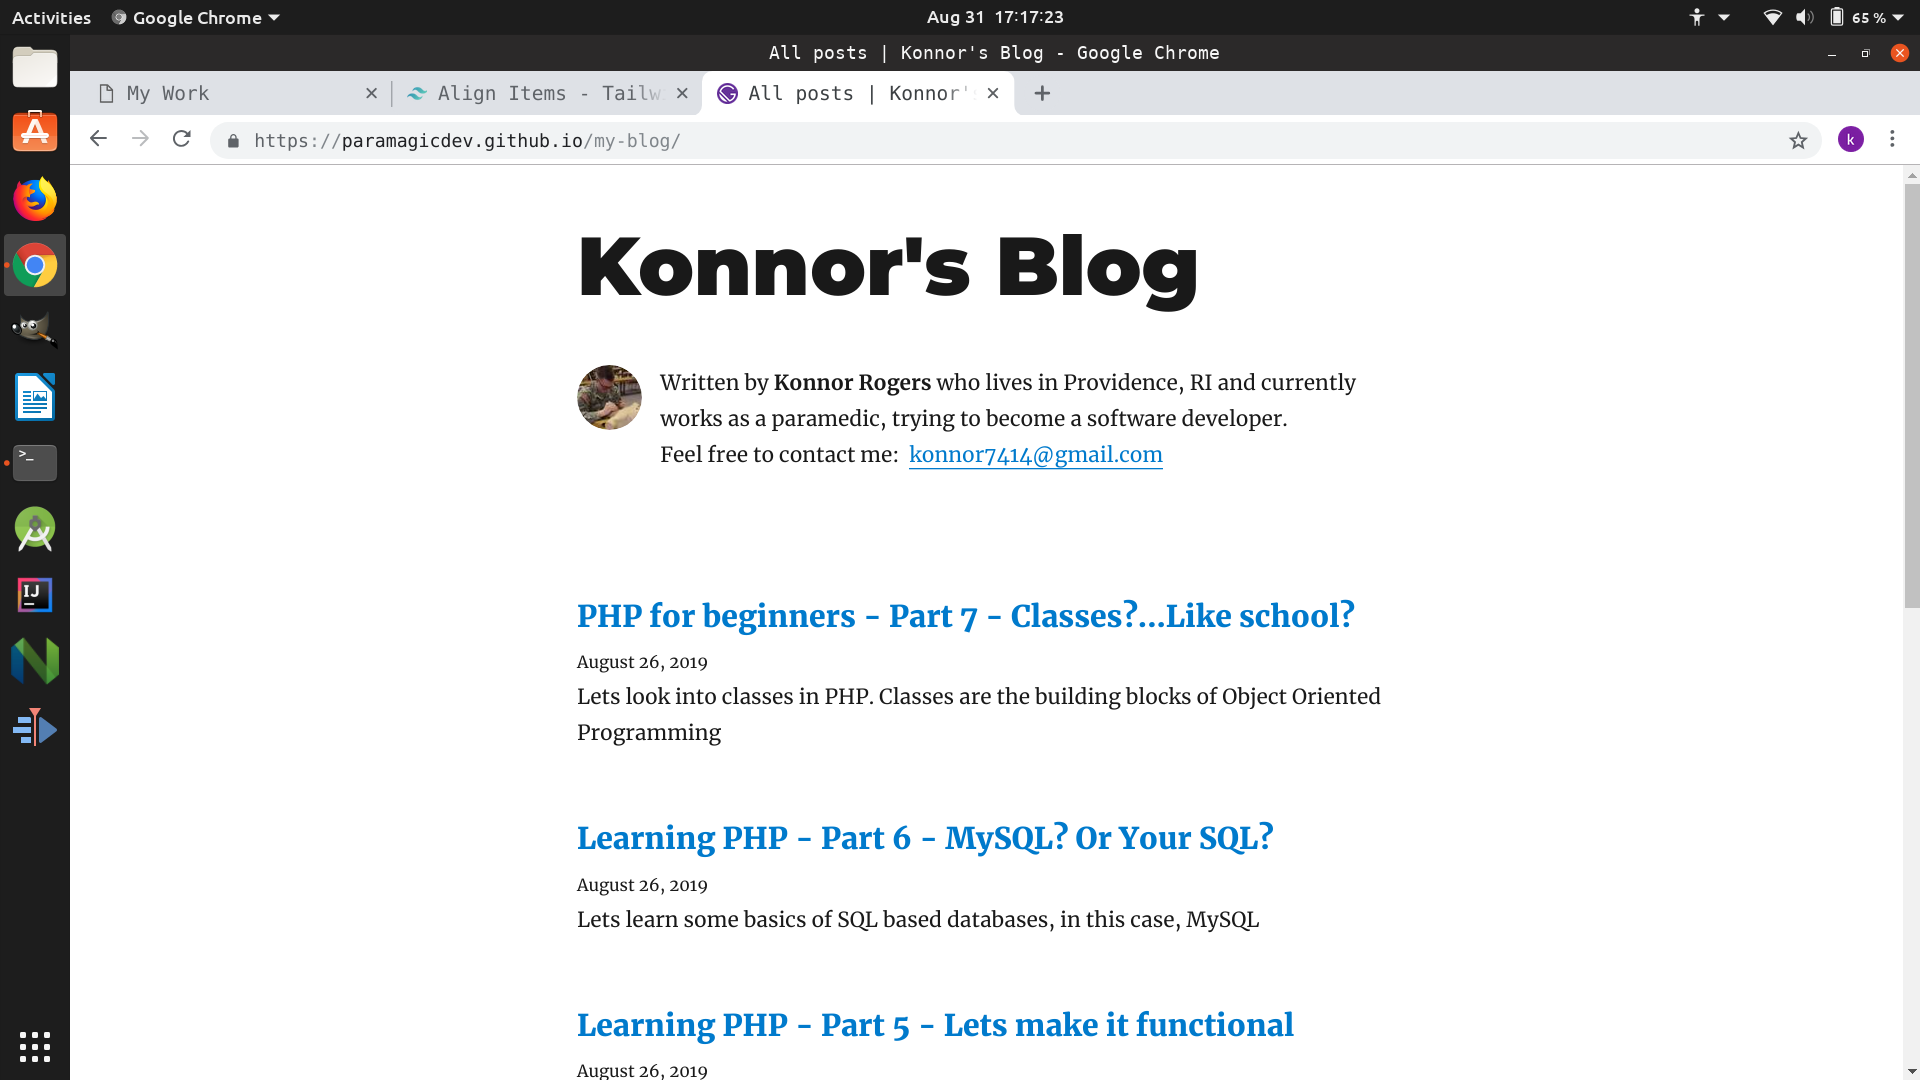 Activities
Google Chrome
Aug 31 17:17:23
65 %
All posts | Konnor's Blog - Google Chrome
My Work
Align Items - Tailw
All posts | Konnor's
https://paramagicdev.github.io/my-blog/
k
Konnor's Blog
Written by Konnor Rogers who lives in Providence, RI and currently
works as a paramedic, trying to become a software developer.
Feel free to contact me: konnor7414@gmail.com
PHP for beginners - Part 7 - Classes?...Like school?
August 26, 2019
Lets look into classes in PHP. Classes are the building blocks of Object Oriented
Programming
Learning PHP - Part 6 - MySQL? Or Your SQL?
August 26, 2019
Lets learn some basics of SQL based databases, in this case, MySQL
Learning PHP - Part 5 - Lets make it functional
August 26, 2019
>_
IJ